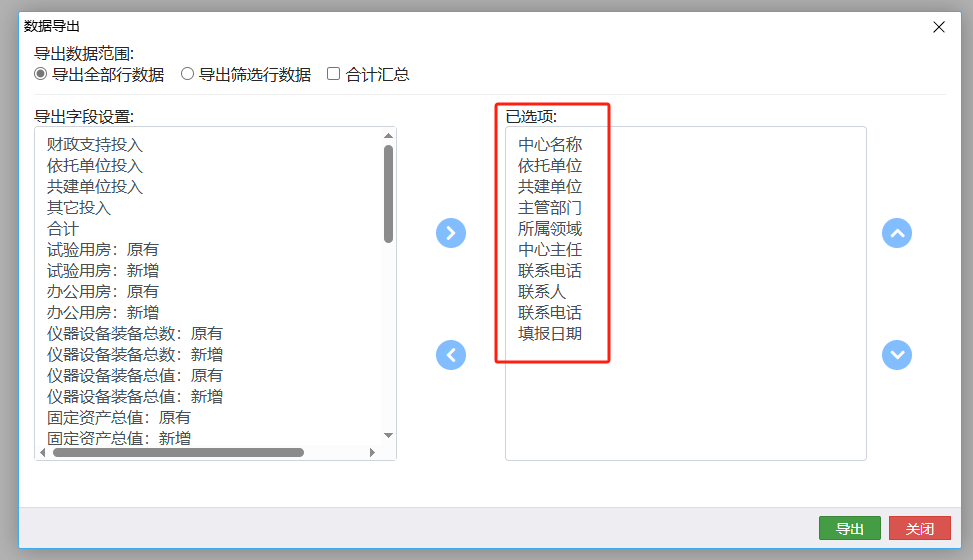 数据导出
导出数据范围:
导出全部行数据 导出筛选行数据 合计汇总
导出字段设置:
财政支持投入
依托单位投入
共建单位投入
其它投入
合计
试验用房：原有
试验用房：新增
办公用房：原有
办公用房：新增
仪器设备装备总数：原有
仪器设备装备总数：新增
仪器设备装备总值：原有
仪器设备装备总值：新增
固定资产总值：原有
固定资产总值：新增
已选项:
中心名称
依托单位
共建单位
主管部门
所属领域
中心主任
联系电话
联系人
联系电话
填报日期
导出 关闭